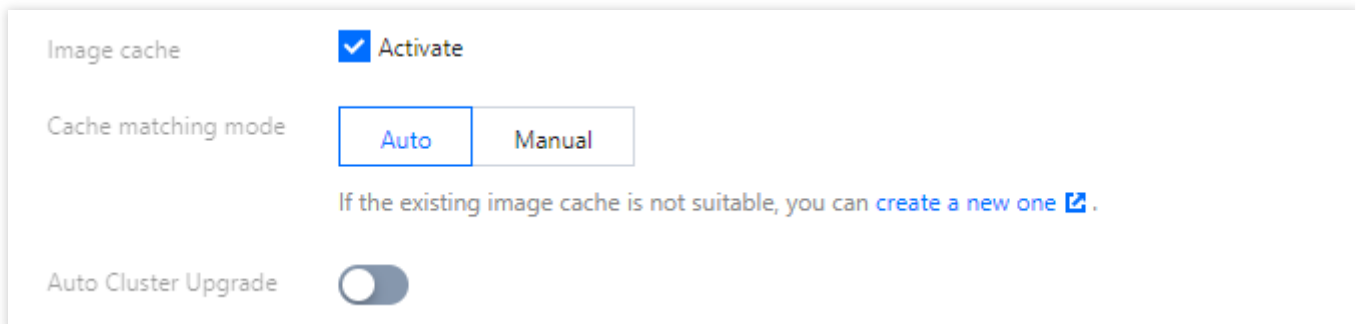 Image cache Activate
Cache matching mode Auto Manual
If the existing image cache is not suitable, you can create a new one .
Auto Cluster Upgrade